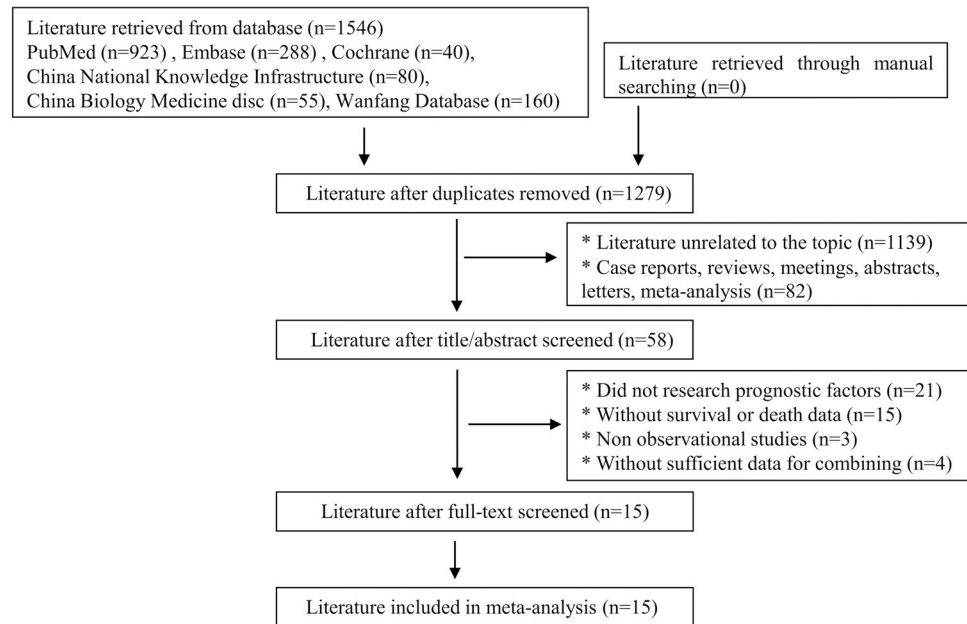 Literature retrieved from database (n=1546)
PubMed (n=923) , Embase (n=288) , Cochrane (n=40),
China National Knowledge Infrastructure (n=80),
China Biology Medicine disc (n=55), Wanfang Database (n=160)
Literature retrieved through manual
searching (n=0)
Literature after duplicates removed (n=1279)
* Literature unrelated to the topic (n=1139)
* Case reports, reviews, meetings, abstracts,
letters, meta-analysis (n=82)
Literature after title/abstract screened (n=58)
* Did not research prognostic factors (n=21)
* Without survival or death data (n=15)
* Non observational studies (n=3)
* Without sufficient data for combining (n=4)
Literature after full-text screened (n=15)
Literature included in meta-analysis (n=15)